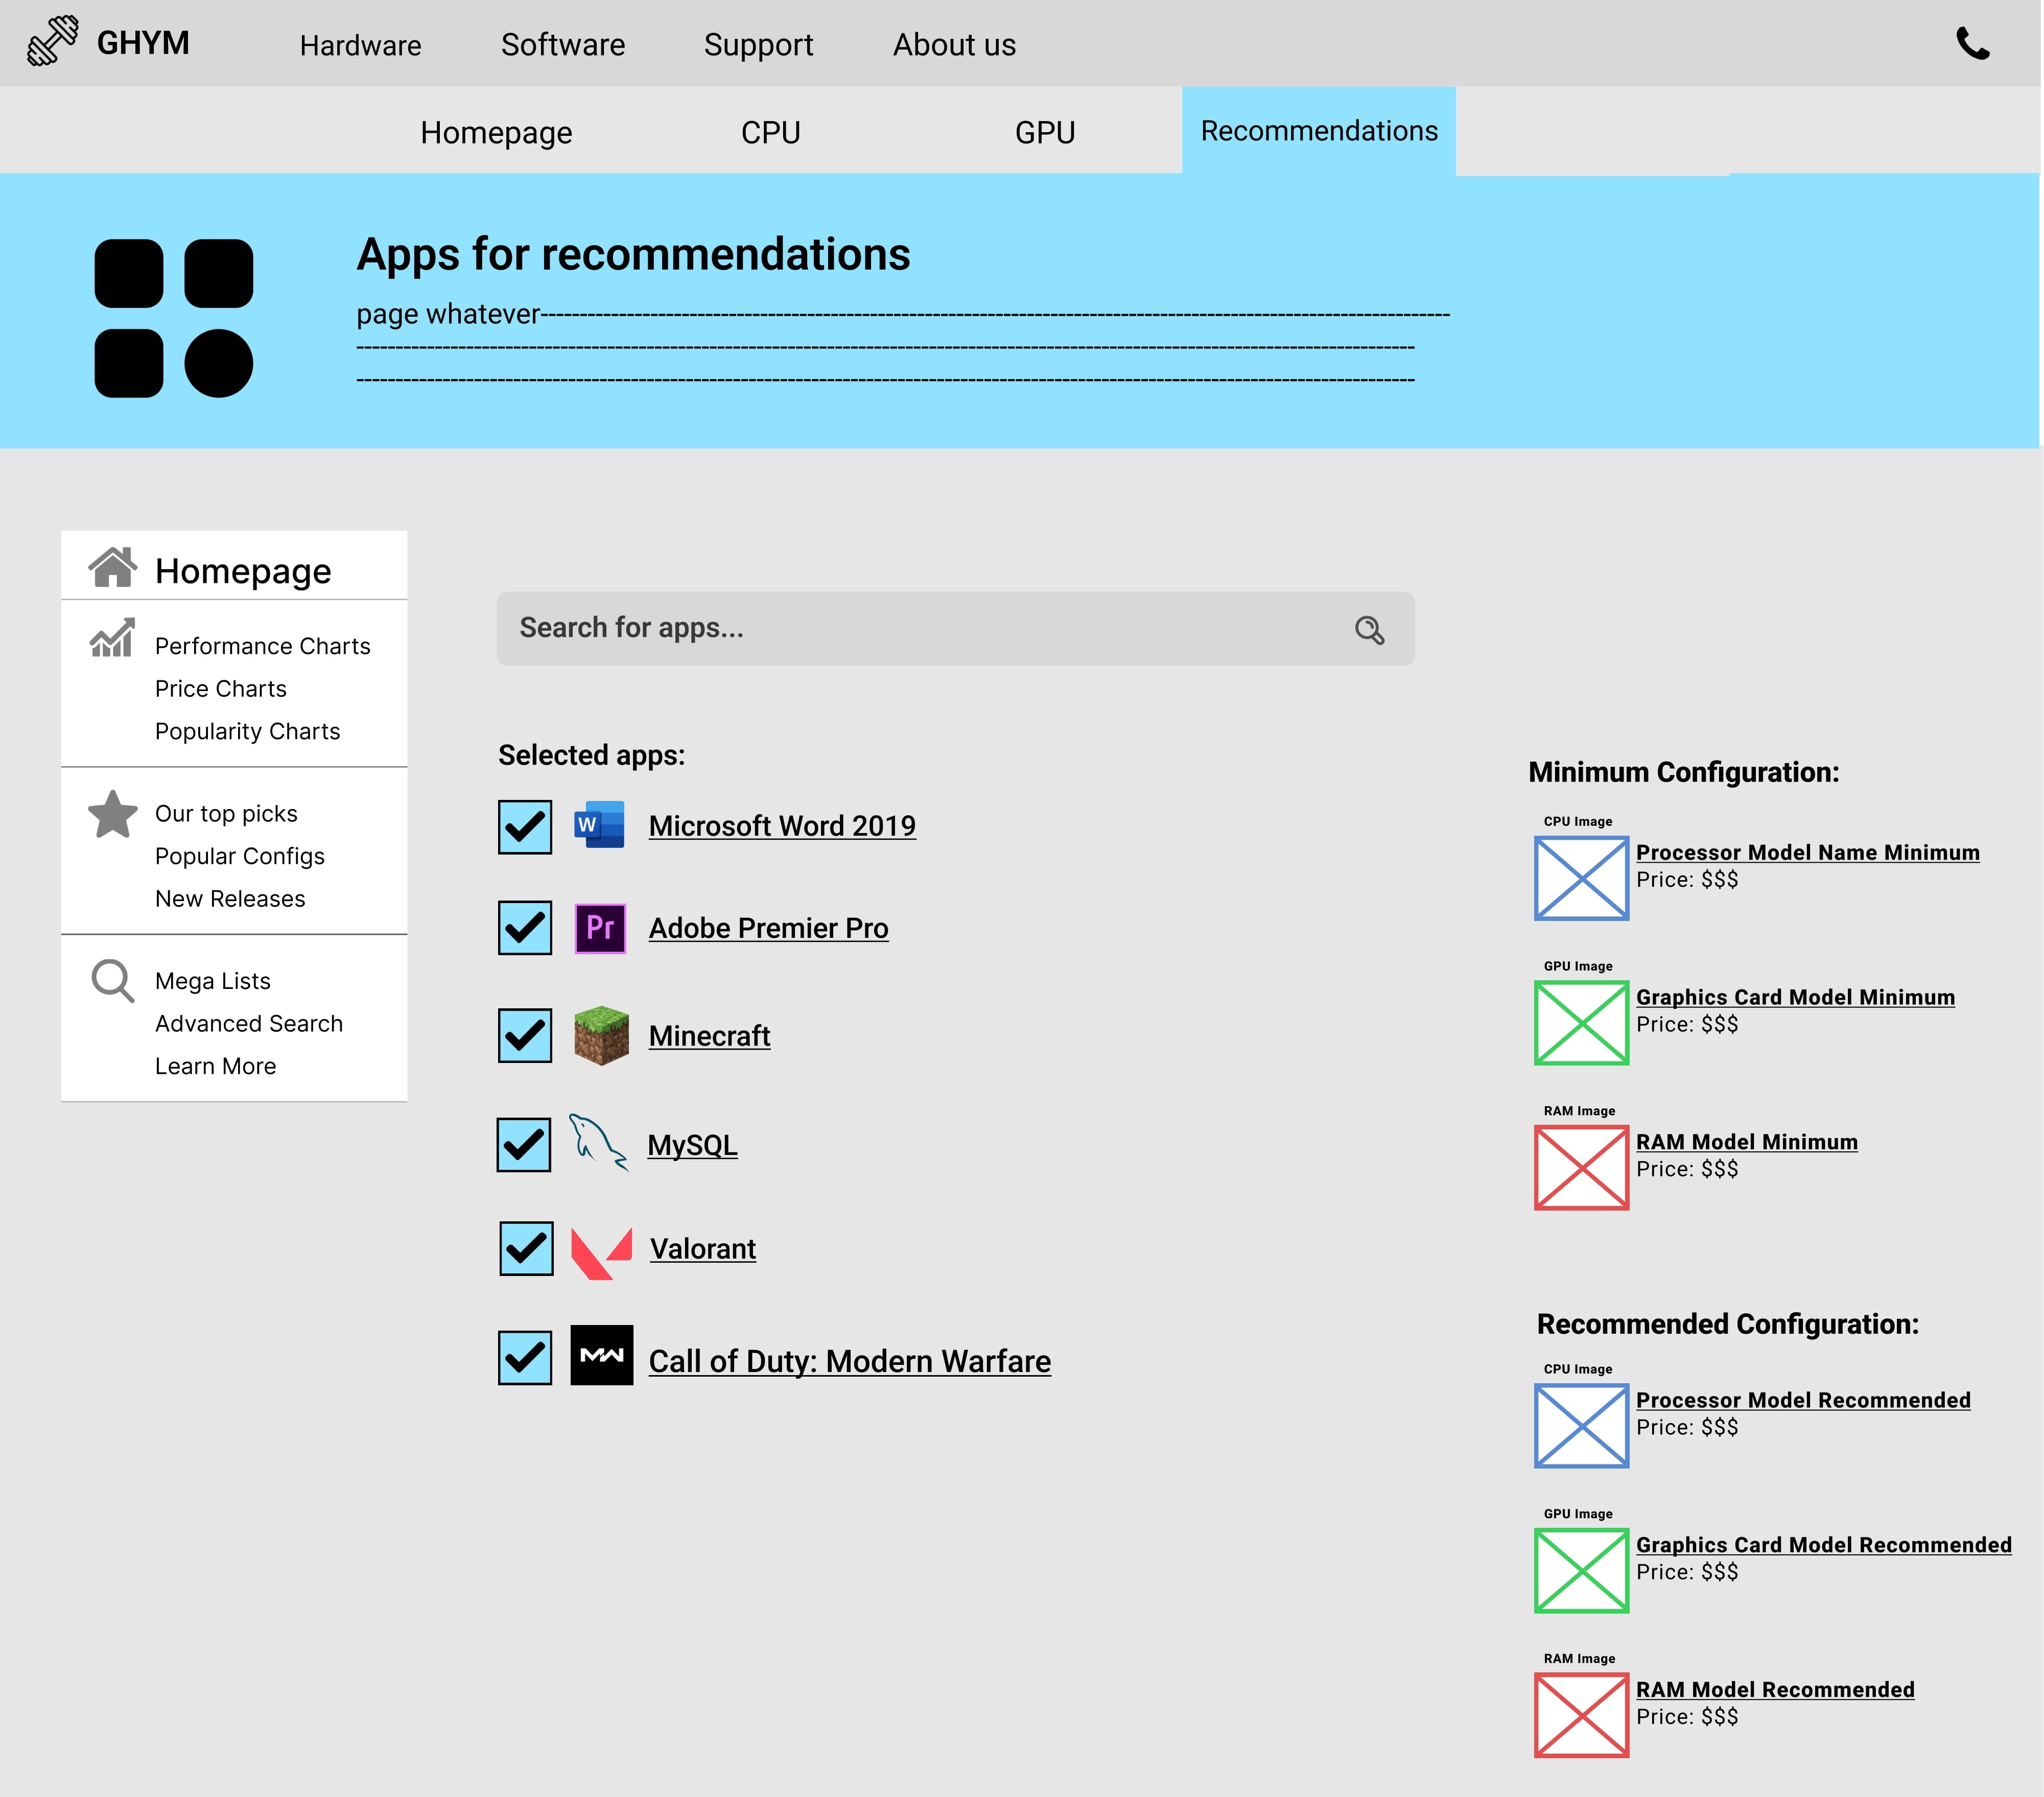 GHYM
Hardware
Software
Support
About us
Homepage
CPU
GPU
Recommendations
Apps for recommendations
page whatever--------------------------------------------------------------------------------------------------------------------
---------------------------------------------------------------------------------------------------------------------------------------
---------------------------------------------------------------------------------------------------------------------------------------
Homepage
Performance Charts
Price Charts
Popularity Charts
Our top picks
Popular Configs
New Releases
Mega Lists
Advanced Search
Learn More
Search for apps...
Selected apps:
W
Microsoft Word 2019
Pr
Adobe Premier Pro
Minecraft
MySQL
Valorant
MW
Call of Duty: Modern Warfare
Minimum Configuration:
CPU Image
Processor Model Name Minimum
Price: $$$
GPU Image
Graphics Card Model Minimum
Price: $$$
RAM Image
RAM Model Minimum
Price: $$$
Recommended Configuration:
CPU Image
Processor Model Recommended
Price: $$$
GPU Image
Graphics Card Model Recommended
Price: $$$
RAM Image
RAM Model Recommended
Price: $$$